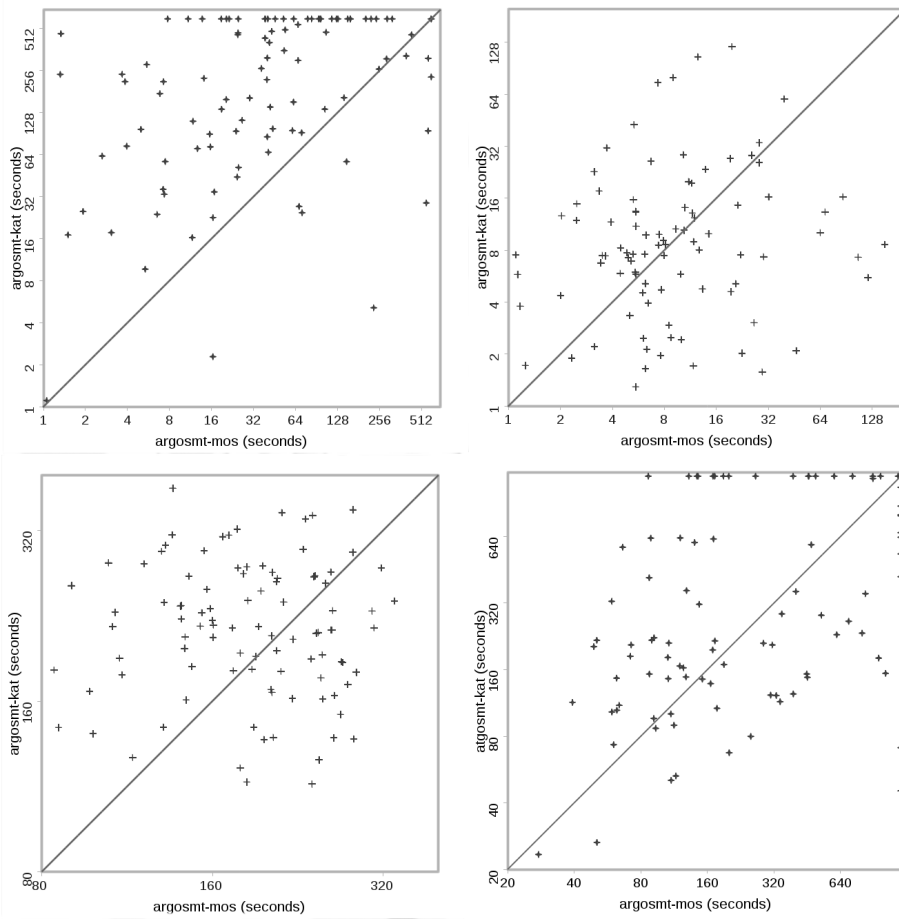 argosmt-kat (seconds)
512
256
128
64
32
16
8
4
2
1
1 2 4 8 16 32 64 128 256 512
argosmt-mos (seconds)
argosmt-kat (seconds)
128
64
32
16
8
4
2
1
1 2 4 8 16 32 64 128
argosmt-mos (seconds)
argosmt-kat (seconds)
320
160
80
80 160 320
argosmt-mos (seconds)
atgosmt-kat (seconds)
640
320
160
80
40
20
20 40 80 160 320 640
argosmt-mos (seconds)